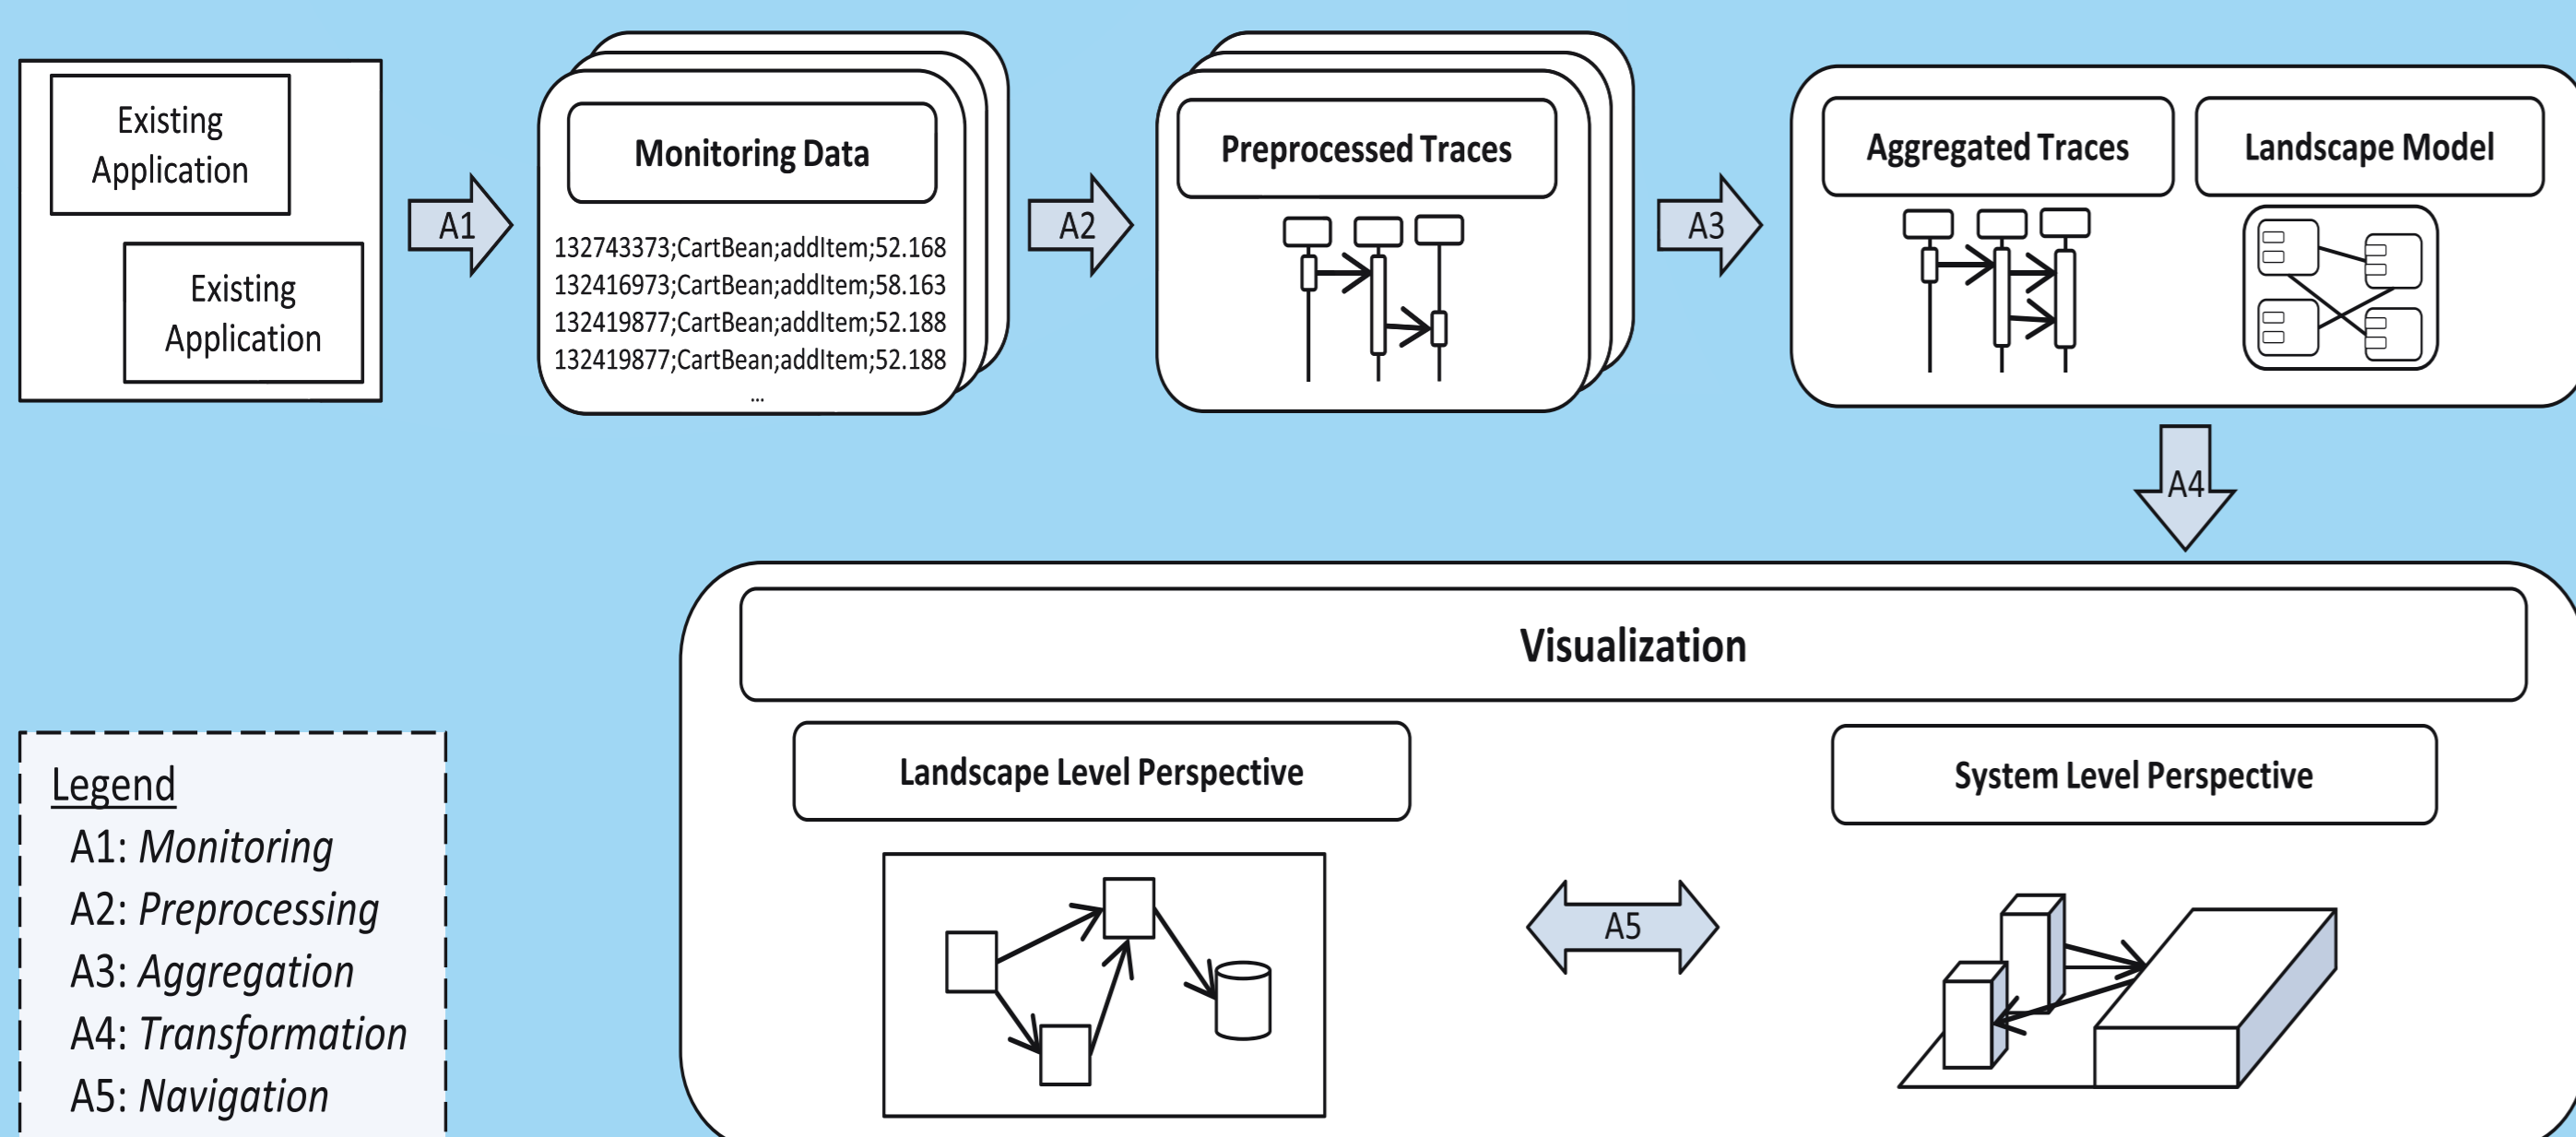 Existing
Application
Existing
Application
A1
Monitoring Data
132743373;CartBean;addItem;52.168
132416973;CartBean;addItem;58.163
132419877;CartBean;addItem;52.188
132419877;CartBean;addItem;52.188
...
A2
Preprocessed Traces
A3
Aggregated Traces
Landscape Model
A4
Visualization
Landscape Level Perspective
System Level Perspective
A5
Legend
A1: Monitoring
A2: Preprocessing
A3: Aggregation
A4: Transformation
A5: Navigation